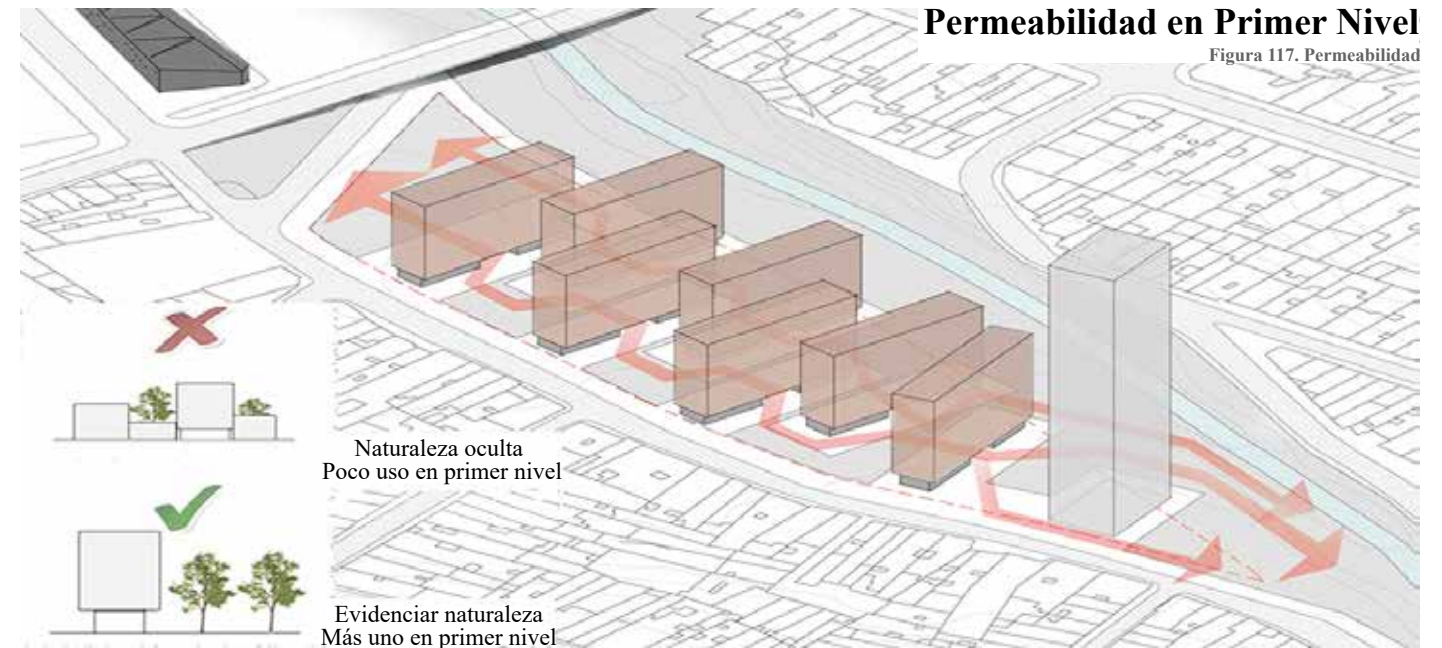 Permeabilidad en Primer Nivel
Figura 117. Permeabilidad
Naturaleza oculta
Poco uso en primer nivel
Evidenciar naturaleza
Más uno en primer nivel